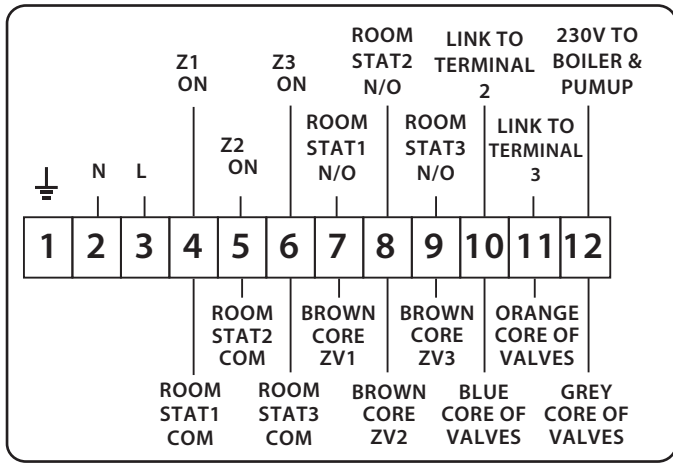 Z1
ON
Z3
ON
ROOM
STAT2
N/O
LINK TO
TERMINAL
2
230V TO
BOILER &
PUMUP
N
L
Z2
ON
ROOM
STAT1
N/O
ROOM
STAT3
N/O
LINK TO
TERMINAL
3
1 2 3 4 5 6 7 8 9 10 11 12
ROOM
STAT2
COM
BROWN
CORE
ZV1
BROWN
CORE
ZV3
ORANGE
CORE OF
VALVES
ROOM
STAT1
COM
ROOM
STAT3
COM
BROWN
CORE
ZV2
BLUE
CORE OF
VALVES
GREY
CORE OF
VALVES